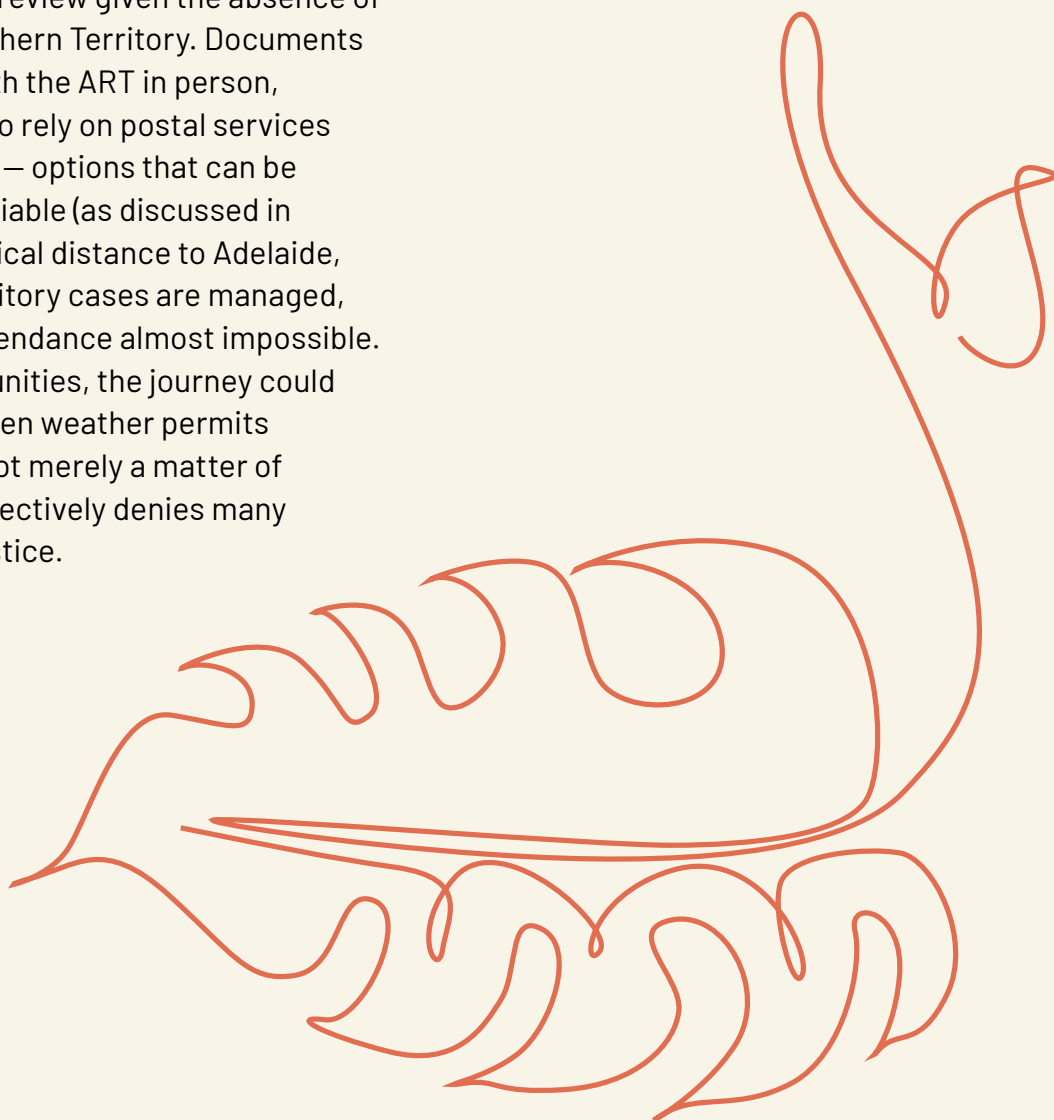 review given the absence of
hern Territory. Documents
h the ART in person,
o rely on postal services
— options that can be
iable (as discussed in
ical distance to Adelaide,
itory cases are managed,
endance almost impossible.
unities, the journey could
en weather permits
ot merely a matter of
ectively denies many
stice.